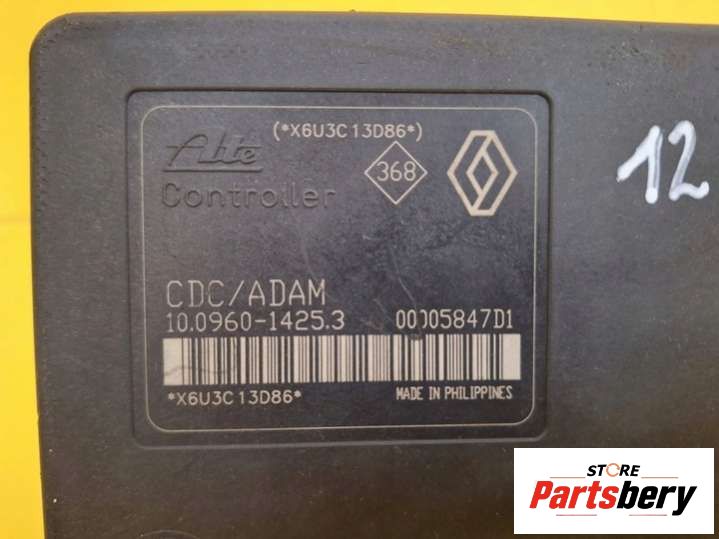 (*X6U3C13D86*)
Ate
368
Controller
12
CDC/ADAM
10.0960-1425.3 00005847D1
*X6U3C13D86*
MADE IN PHILIPPINES
STORE
Partsbery